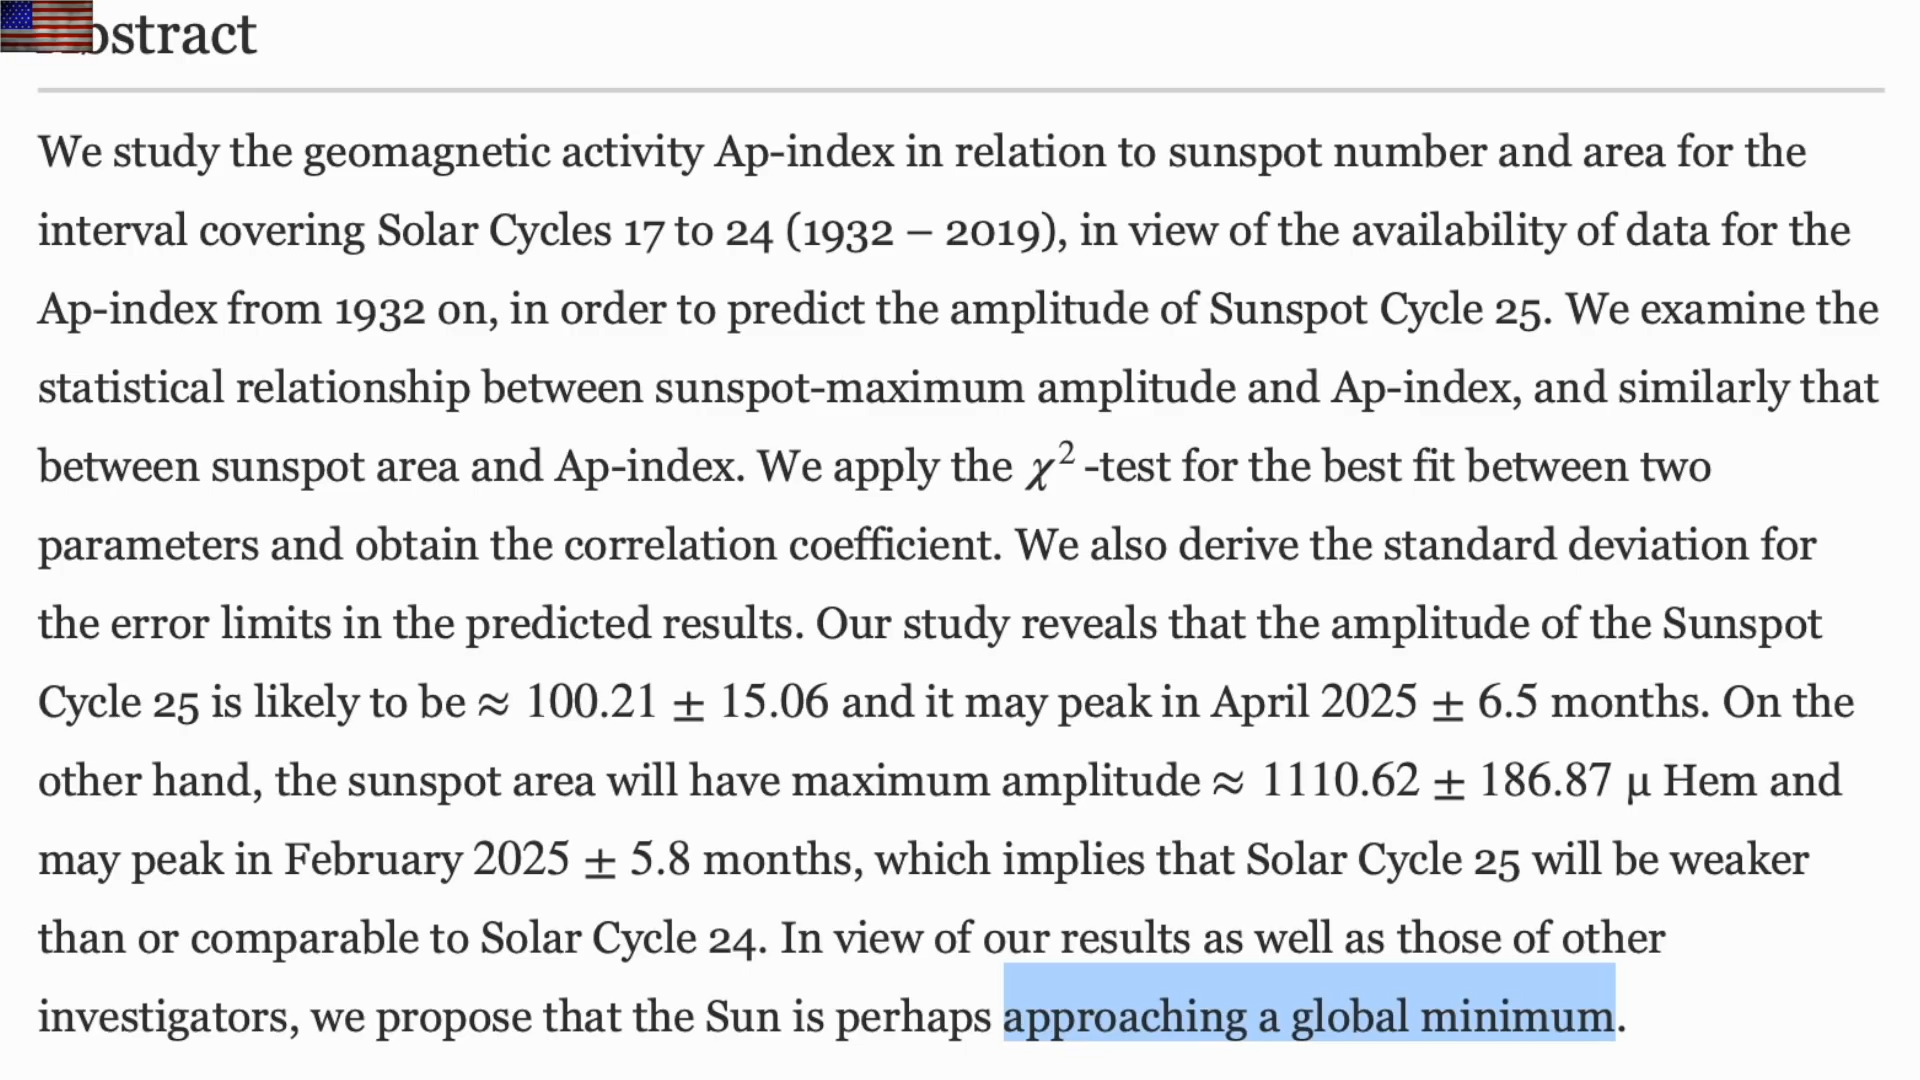 bstract
We study the geomagnetic activity Ap-index in relation to sunspot number and area for the
interval covering Solar Cycles 17 to 24 (1932 – 2019), in view of the availability of data for the
Ap-index from 1932 on, in order to predict the amplitude of Sunspot Cycle 25. We examine the
statistical relationship between sunspot-maximum amplitude and Ap-index, and similarly that
between sunspot area and Ap-index. We apply the χ² -test for the best fit between two
parameters and obtain the correlation coefficient. We also derive the standard deviation for
the error limits in the predicted results. Our study reveals that the amplitude of the Sunspot
Cycle 25 is likely to be ≈ 100.21 ± 15.06 and it may peak in April 2025 ± 6.5 months. On the
other hand, the sunspot area will have maximum amplitude ≈ 1110.62 ± 186.87 μ Hem and
may peak in February 2025 ± 5.8 months, which implies that Solar Cycle 25 will be weaker
than or comparable to Solar Cycle 24. In view of our results as well as those of other
investigators, we propose that the Sun is perhaps approaching a global minimum.